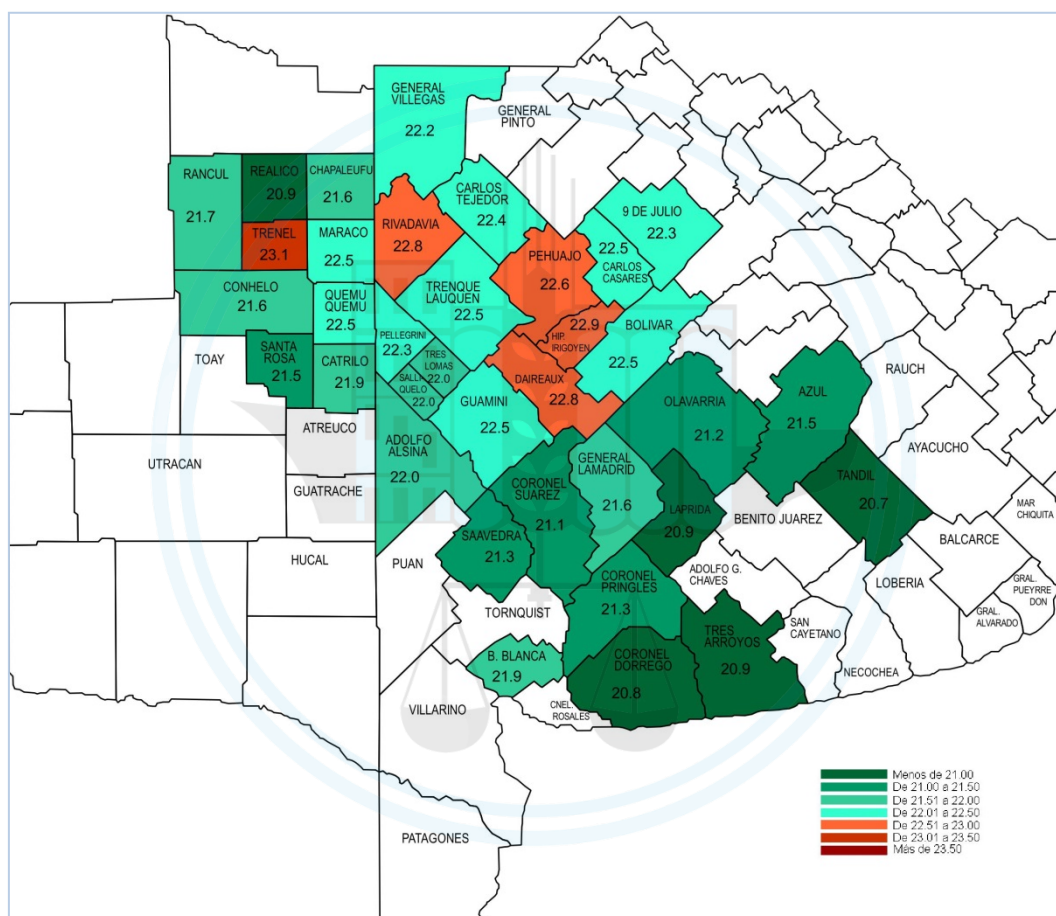 GENERAL
VILLEGAS
22.2
GENERAL
PINTO
RANCUL
21.7
REALICO
20.9
CHAPALEUFU
21.6
TRENEL
23.1
MARACO
22.5
RIVADAVIA
22.8
CARLOS
TEJEDOR
22.4
9 DE JULIO
22.3
PEHUAJO
22.6
22.5
CARLOS
CASARES
CONHELO
21.6
QUEMU
QUEMU
22.5
TRENQUE
LAUQUEN
22.5
PELLEGRINI
22.3
22.9
HIP.
IRIGOYEN
BOLIVAR
22.5
TOAY
SANTA
ROSA
21.5
CATRILO
21.9
TRES
LOMAS
22.0
SALLI
QUELO
22.0
DAIREAUX
22.8
RAUCH
GUAMINI
22.5
OLAVARRIA
21.2
AZUL
21.5
ATREUCO
ADOLFO
ALSINA
22.0
AYACUCHO
UTRACAN
GUATRACHE
CORONEL
SUAREZ
21.1
GENERAL
LAMADRID
21.6
LAPRIDA
20.9
TANDIL
20.7
MAR
CHIQUITA
BENITO JUAREZ
HUCAL
PUAN
SAAVEDRA
21.3
BALCARCE
ADOLFO G.
CHAVES
LOBERIA
GRAL.
PUEYRRE
DON
CORONEL
PRINGLES
21.3
TORNQUIST
GRAL.
ALVARADO
TRES
ARROYOS
20.9
SAN
CAYETANO
B. BLANCA
21.9
CORONEL
DORREGO
20.8
NECOCHEA
CNEL.
ROSALES
VILLARINO
PATAGONES
Menos de 21.00
De 21.00 a 21.50
De 21.51 a 22.00
De 22.01 a 22.50
De 22.51 a 23.00
De 23.01 a 23.50
Más de 23.50